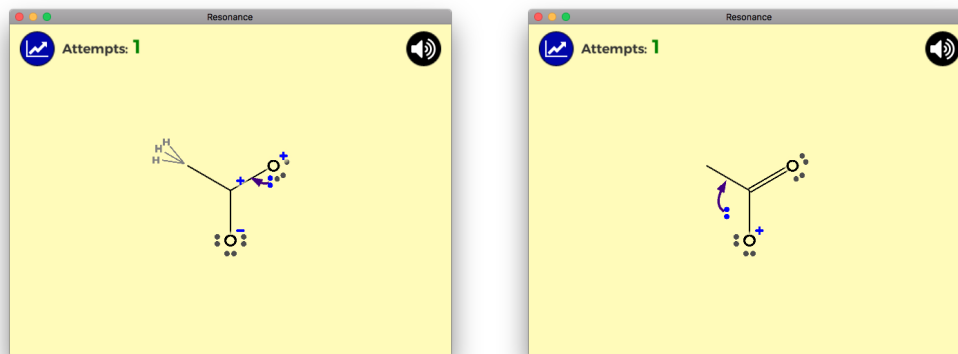 Resonance
Attempts: 1
H
H
H
+
O
+
O
−
Resonance
Attempts: 1
O
O
+